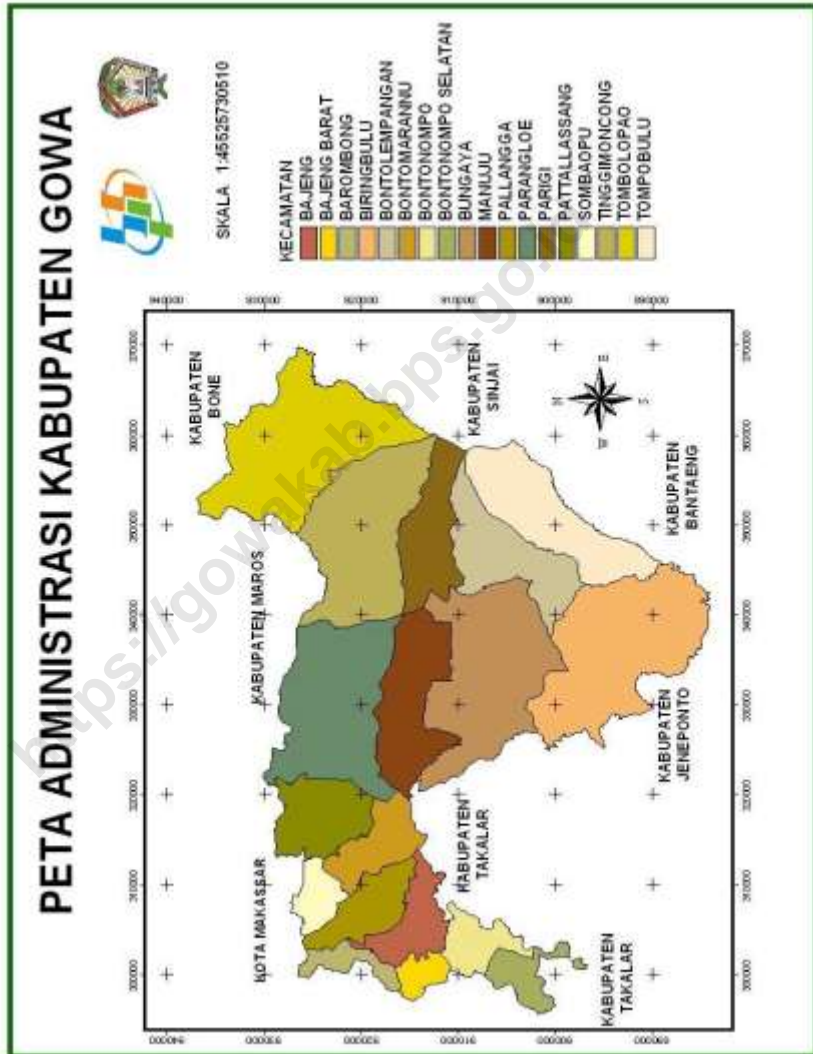 PETA ADMINISTRASI KABUPATEN GOWA
SKALA 1:45525730510
KECAMATAN
BAJENG
BAJENG BARAT
BAROMBONG
BIRINGBULU
BONTOLEMPANGAN
BONTOMARANNU
BONTONOMPO
BONTONOMPO SELATAN
BUNGAYA
MANUJU
PALLANGGA
PARANGLOE
PARIGI
PATTALLASSANG
SOMBAOPU
TINGGIMONCONG
TOMBOLOPAO
TOMPOBULU
KABUPATEN
BONE
KABUPATEN MAROS
KOTA MAKASSAR
KABUPATEN
SINJAI
KABUPATEN
BANTAENG
KABUPATEN
JENEPONTO
KABUPATEN
TAKALAR
KABUPATEN
TAKALAR
N
E
S
W
https://gowakab.bps.go.